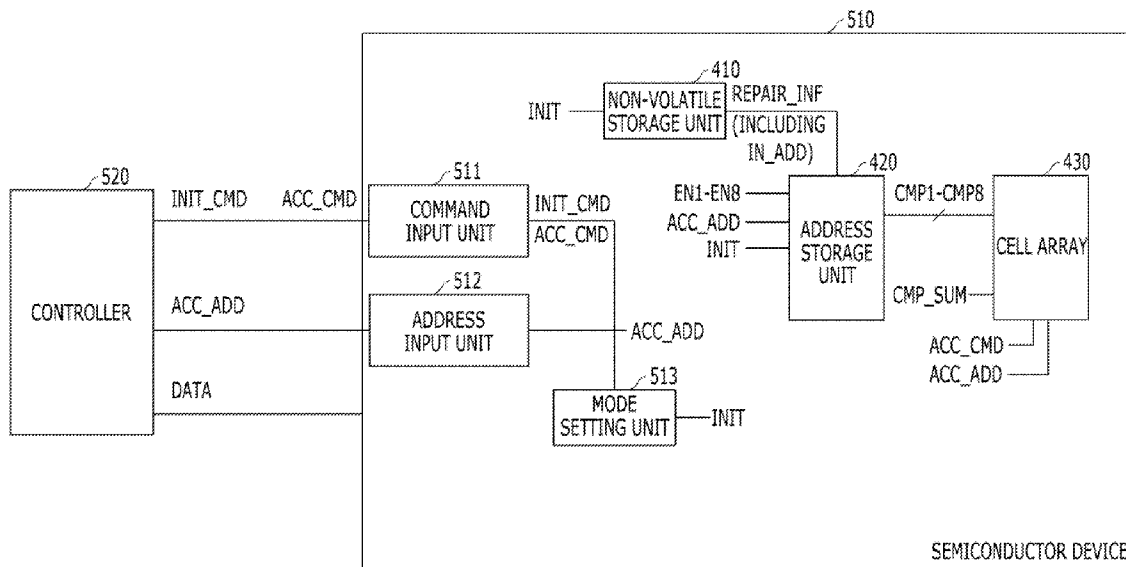 510
410
NON-VOLATILE
STORAGE UNIT
INIT
REPAIR_INF
(INCLUDING
IN_ADD)
520
CONTROLLER
INIT_CMD
ACC_CMD
ACC_ADD
DATA
511
COMMAND
INPUT UNIT
INIT_CMD
ACC_CMD
512
ADDRESS
INPUT UNIT
ACC_ADD
513
MODE
SETTING UNIT
INIT
420
EN1-EN8
ACC_ADD
INIT
ADDRESS
STORAGE
UNIT
CMP1-CMP8
430
CELL ARRAY
CMP_SUM
ACC_CMD
ACC_ADD
SEMICONDUCTOR DEVICE